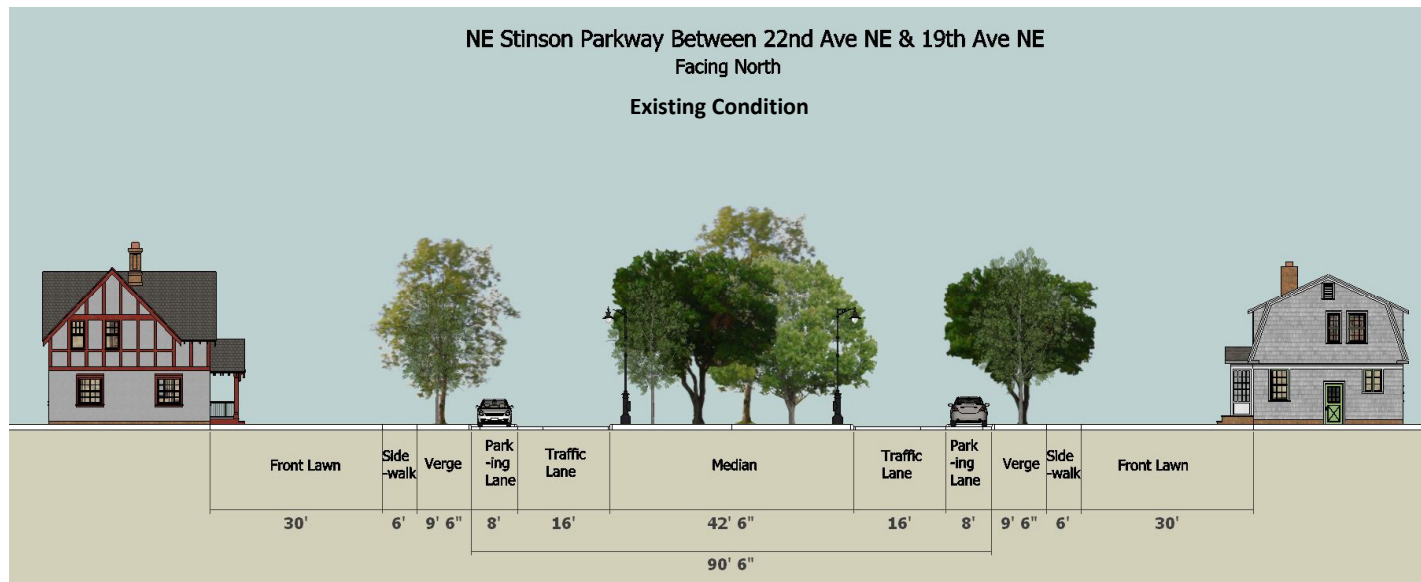 NE Stinson Parkway Between 22nd Ave NE & 19th Ave NE
Facing North
Existing Condition
Front Lawn
Side
-walk
Verge
Park
-ing
Lane
Traffic
Lane
Median
Traffic
Lane
Park
-ing
Lane
Verge
Side
-walk
Front Lawn
30' 6' 9' 6" 8' 16' 42' 6" 16' 8' 9' 6" 6' 30'
90' 6"